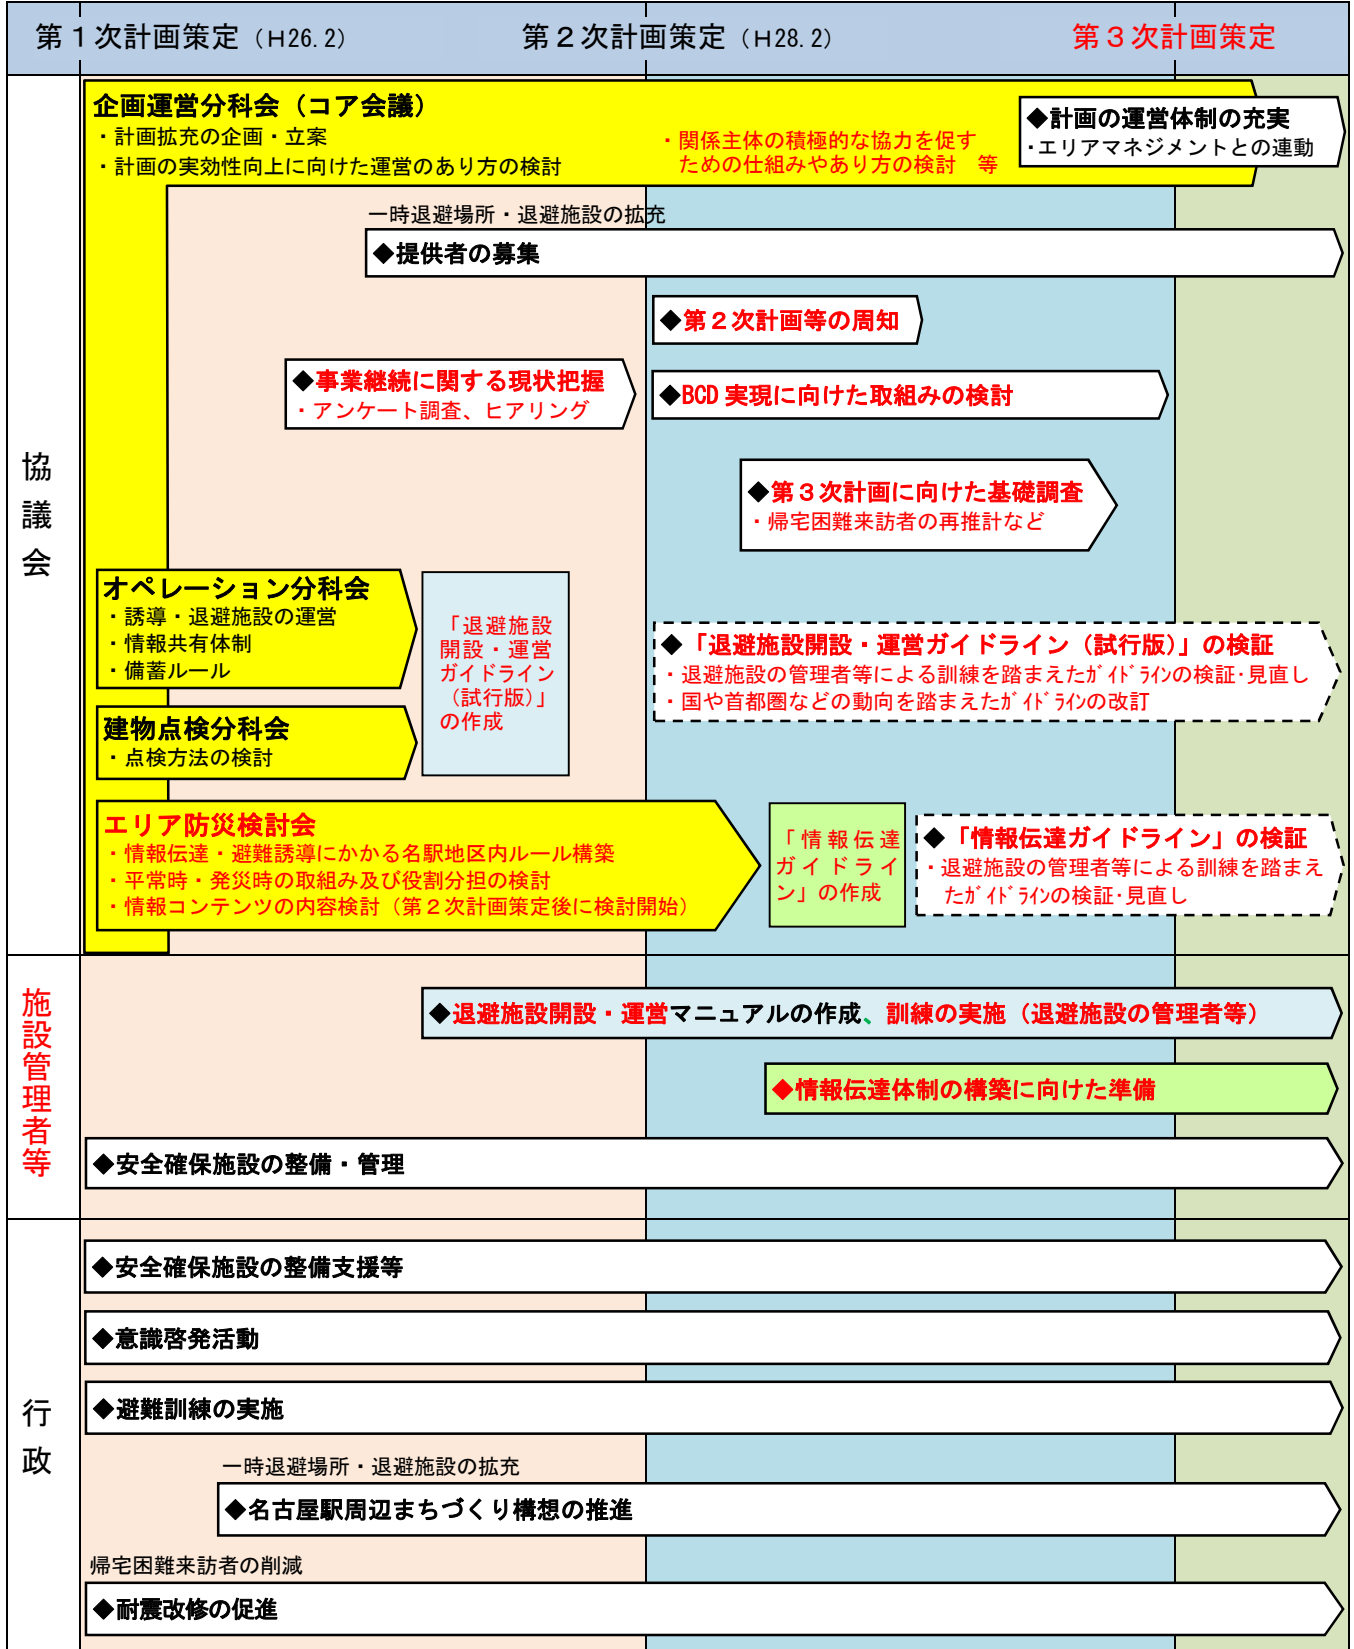 第１次計画策定（Ｈ26.2）
第２次計画策定（Ｈ28.2）
第３次計画策定
協議会
企画運営分科会（コア会議）
・計画拡充の企画・立案
・計画の実効性向上に向けた運営のあり方の検討
・関係主体の積極的な協力を促す
ための仕組みやあり方の検討　等
◆計画の運営体制の充実
・エリアマネジメントとの連動
一時退避場所・退避施設の拡充
◆提供者の募集
◆第２次計画等の周知
◆事業継続に関する現状把握
・アンケート調査、ヒアリング
◆BCD 実現に向けた取組みの検討
◆第３次計画に向けた基礎調査
・帰宅困難来訪者の再推計など
オペレーション分科会
・誘導・退避施設の運営
・情報共有体制
・備蓄ルール
建物点検分科会
・点検方法の検討
「退避施設
開設・運営
ガイドライン
（試行版）」
の作成
◆「退避施設開設・運営ガイドライン（試行版）」の検証
・退避施設の管理者等による訓練を踏まえたｶﾞｲﾄﾞﾗｲﾝの検証･見直し
・国や首都圏などの動向を踏まえたｶﾞｲﾄﾞﾗｲﾝの改訂
エリア防災検討会
・情報伝達・避難誘導にかかる名駅地区内ルール構築
・平常時・発災時の取組み及び役割分担の検討
・情報コンテンツの内容検討（第２次計画策定後に検討開始）
「情報伝達
ガイドライ
ン」の作成
◆「情報伝達ガイドライン」の検証
・退避施設の管理者等による訓練を踏まえ
たｶﾞｲﾄﾞﾗｲﾝの検証･見直し
施設管理者等
◆退避施設開設・運営マニュアルの作成、訓練の実施（退避施設の管理者等）
◆情報伝達体制の構築に向けた準備
◆安全確保施設の整備・管理
行政
◆安全確保施設の整備支援等
◆意識啓発活動
◆避難訓練の実施
一時退避場所・退避施設の拡充
◆名古屋駅周辺まちづくり構想の推進
帰宅困難来訪者の削減
◆耐震改修の促進